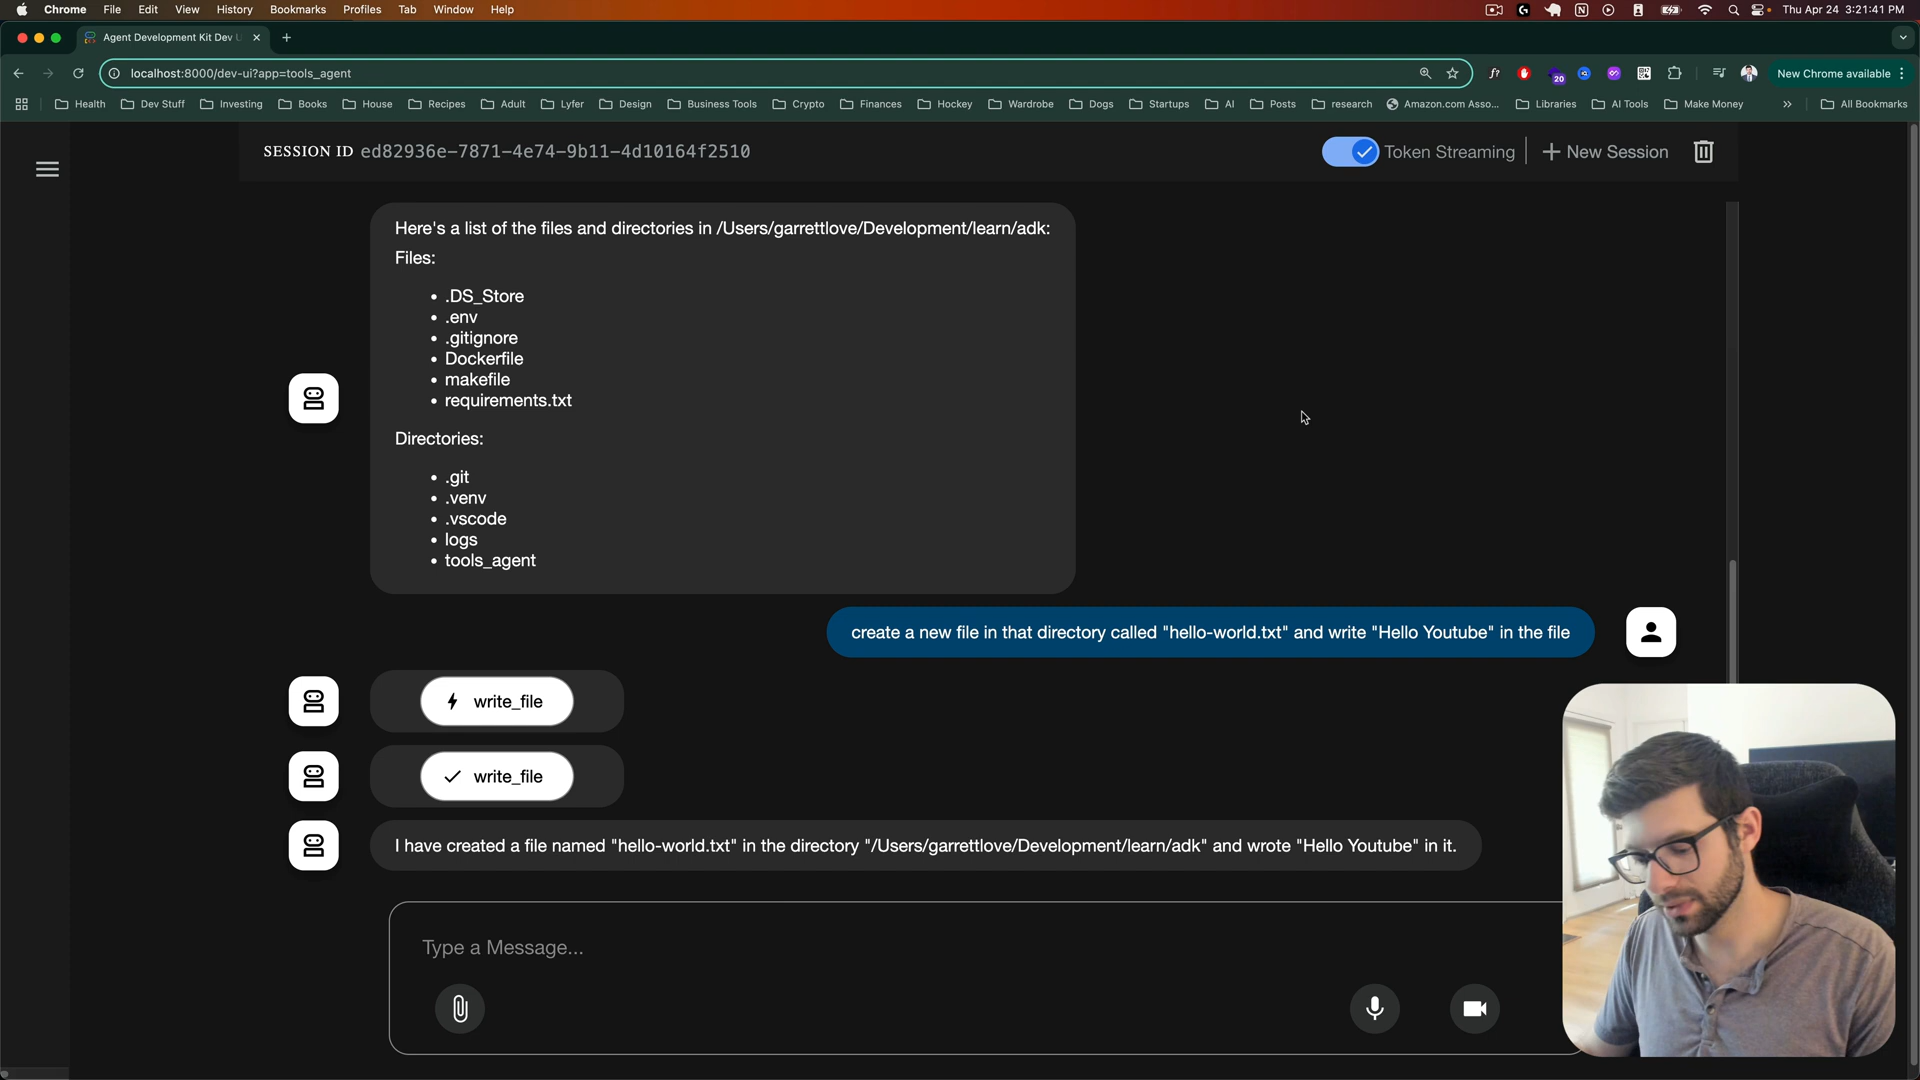 Chrome File Edit View History Bookmarks Profiles Tab Window Help Thu Apr 24 3:21:41 PM
Agent Development Kit Dev U
localhost:8000/dev-ui?app=tools_agent 20 New Chrome available
Health Dev Stuff Investing Books House Recipes Adult Lyfer Design Business Tools Crypto Finances Hockey Wardrobe Dogs Startups AI Posts research Amazon.com Asso... Libraries AI Tools Make Money » All Bookmarks
SESSION ID ed82936e-7871-4e74-9b11-4d10164f2510 Token Streaming New Session
Here's a list of the files and directories in /Users/garrettlove/Development/learn/adk:
Files:
• .DS_Store
• .env
• .gitignore
• Dockerfile
• makefile
• requirements.txt
Directories:
• .git
• .venv
• .vscode
• logs
• tools_agent
create a new file in that directory called "hello-world.txt" and write "Hello Youtube" in the file
write_file
write_file
I have created a file named "hello-world.txt" in the directory "/Users/garrettlove/Development/learn/adk" and wrote "Hello Youtube" in it.
Type a Message...